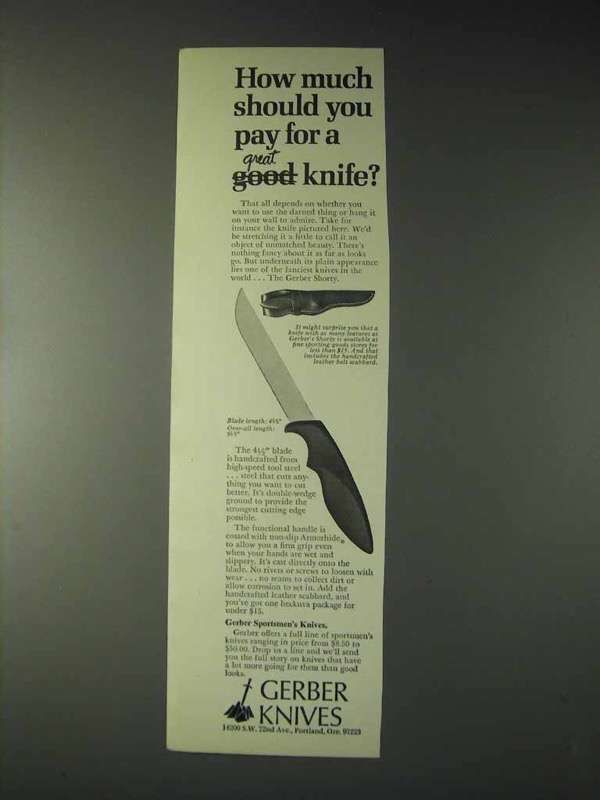 How much
should you
pay for a
great
good knife?
That all depends on whether you
want to use the darned thing or hang it
on your wall to admire. Take for
instance the knife pictured here. We'd
be stretching it a little to call it an
object of unmatched beauty. There's
nothing fancy about it as far as looks
go. But underneath its plain appearance
lies one of the fanciest knives in the
world . . . The Gerber Shorty.
It might surprise you that a
knife with as many features as
Gerber's Shorty is available at
fine sporting goods stores for
less than $15. And that
includes the handcrafted
leather belt scabbard.
Blade length: 4½"
Over-all length:
The 4½" blade
is handcrafted from
high-speed tool steel
. . . steel that cuts any-
thing you want to cut
better. It's double-wedge
ground to provide the
strongest cutting edge
possible.
The functional handle is
coated with non-slip Armorhide®
to allow you a firm grip even
when your hands are wet and
slippery. It's cast directly onto the
blade. No rivets or screws to loosen with
wear . . . no seams to collect dirt or
allow corrosion to set in. Add the
handcrafted leather scabbard, and
you've got one heckuva package for
under $15.
Gerber Sportsmen's Knives.
Gerber offers a full line of sportsmen's
knives ranging in price from $8.50 to
$50.00. Drop us a line and we'll send
you the full story on knives that have
a lot more going for them than good
looks.
GERBER
KNIVES
14200 S.W. 72nd Ave., Portland, Ore. 97223